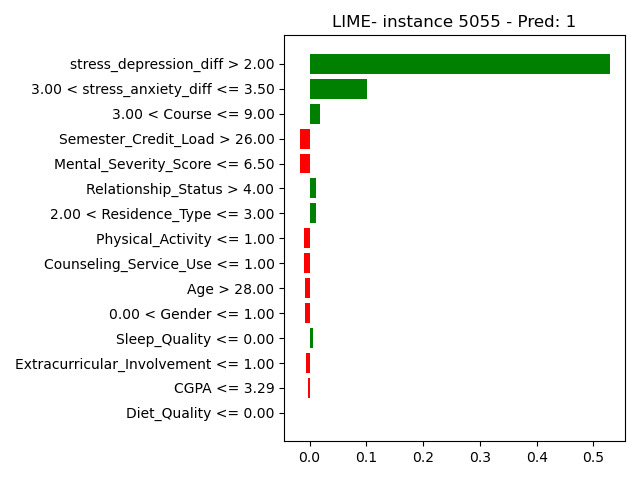 LIME- instance 5055 - Pred: 1
stress_depression_diff > 2.00
3.00 < stress_anxiety_diff <= 3.50
3.00 < Course <= 9.00
Semester_Credit_Load > 26.00
Mental_Severity_Score <= 6.50
Relationship_Status > 4.00
2.00 < Residence_Type <= 3.00
Physical_Activity <= 1.00
Counseling_Service_Use <= 1.00
Age > 28.00
0.00 < Gender <= 1.00
Sleep_Quality <= 0.00
Extracurricular_Involvement <= 1.00
CGPA <= 3.29
Diet_Quality <= 0.00
0.0 0.1 0.2 0.3 0.4 0.5